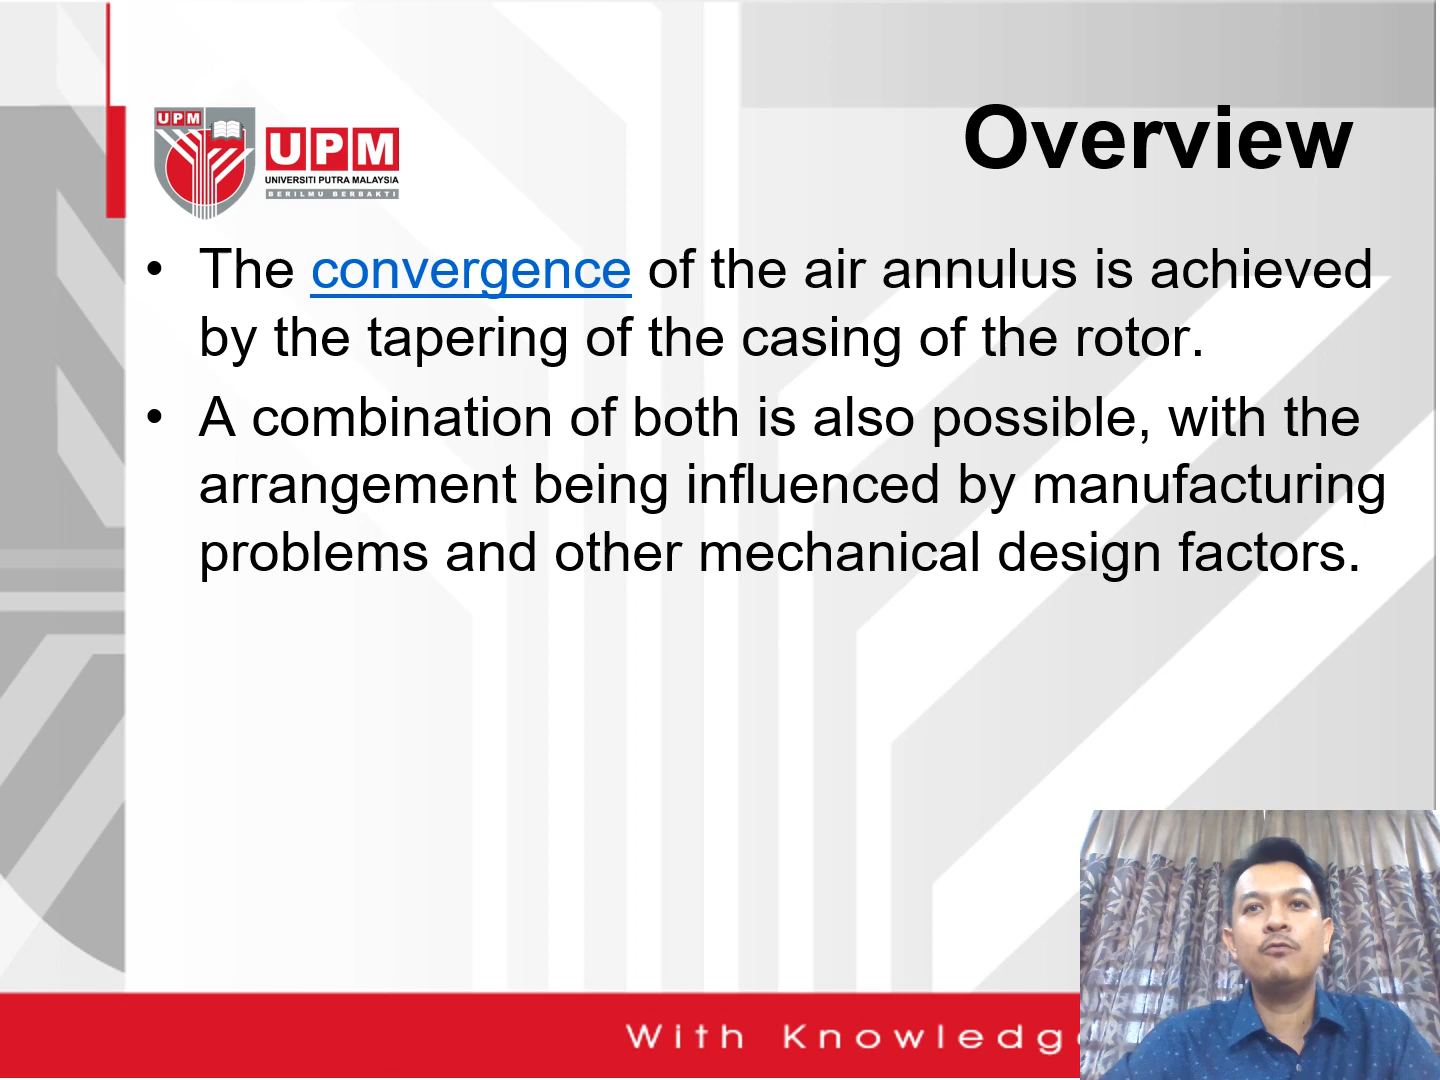 UPM
UPM
UNIVERSITI PUTRA MALAYSIA
BERILMU BERBAKTI
Overview
• The convergence of the air annulus is achieved
by the tapering of the casing of the rotor.
• A combination of both is also possible, with the
arrangement being influenced by manufacturing
problems and other mechanical design factors.
With Knowledge